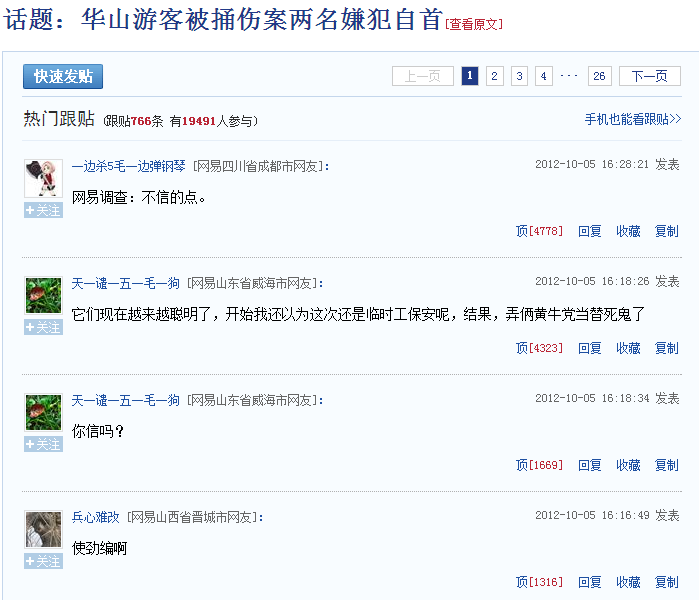 话题：华山游客被捅伤案两名嫌犯自首[查看原文]
快速发贴 上一页 1 2 3 4 ··· 26 下一页
热门跟贴 (跟贴766条 有19491人参与) 手机也能看跟贴>>
一边杀5毛一边弹钢琴 [网易四川省成都市网友]: 2012-10-05 16:28:21 发表
网易调查：不信的点。
+关注
顶[4778] 回复 收藏 复制
天一谴一五一毛一狗 [网易山东省威海市网友]: 2012-10-05 16:18:26 发表
它们现在越来越聪明了，开始我还以为这次还是临时工保安呢，结果，弄俩黄牛党当替死鬼了
+关注
顶[4323] 回复 收藏 复制
天一谴一五一毛一狗 [网易山东省威海市网友]: 2012-10-05 16:18:34 发表
你信吗？
+关注
顶[1669] 回复 收藏 复制
兵心难改 [网易山西省晋城市网友]: 2012-10-05 16:16:49 发表
使劲编啊
+关注
顶[1316] 回复 收藏 复制